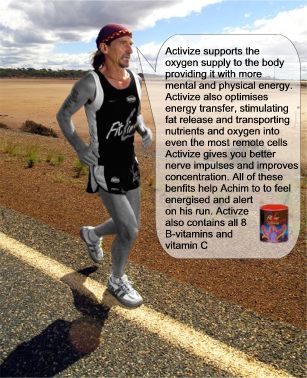 Activize supports the
oxygen supply to the body
providing it with more
mental and physical energy.
Activize also optimises
energy transfer, stimulating
fat release and transporting
nutrients and oxygen into
even the most remote cells
Activize gives you better
nerve impulses and improves
concentration. All of these
benfits help Achim to to feel
energised and alert
on his run. Activze
also contains all 8
B-vitamins and
vitamin C
FitLine